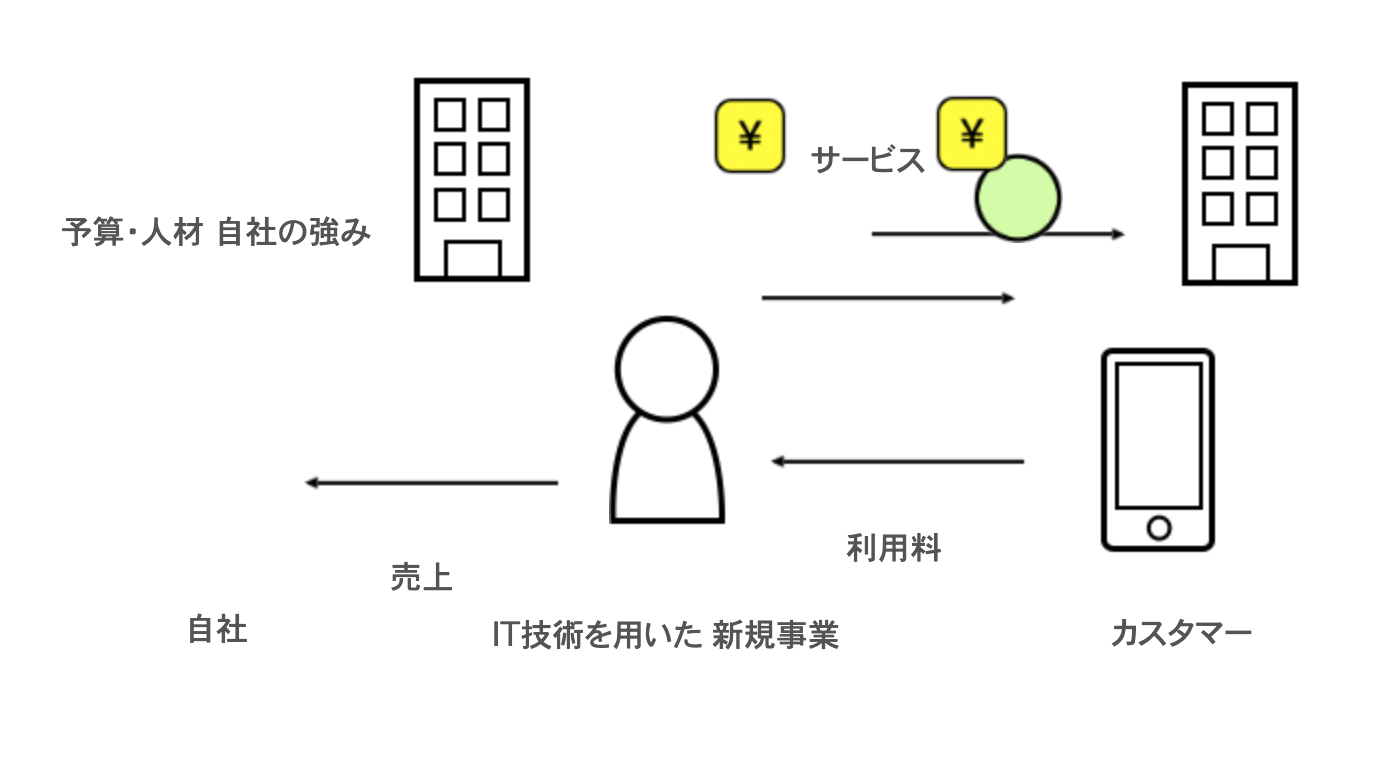 ¥
¥
サービス
予算・人材 自社の強み
利用料
売上
自社
IT技術を用いた 新規事業
カスタマー